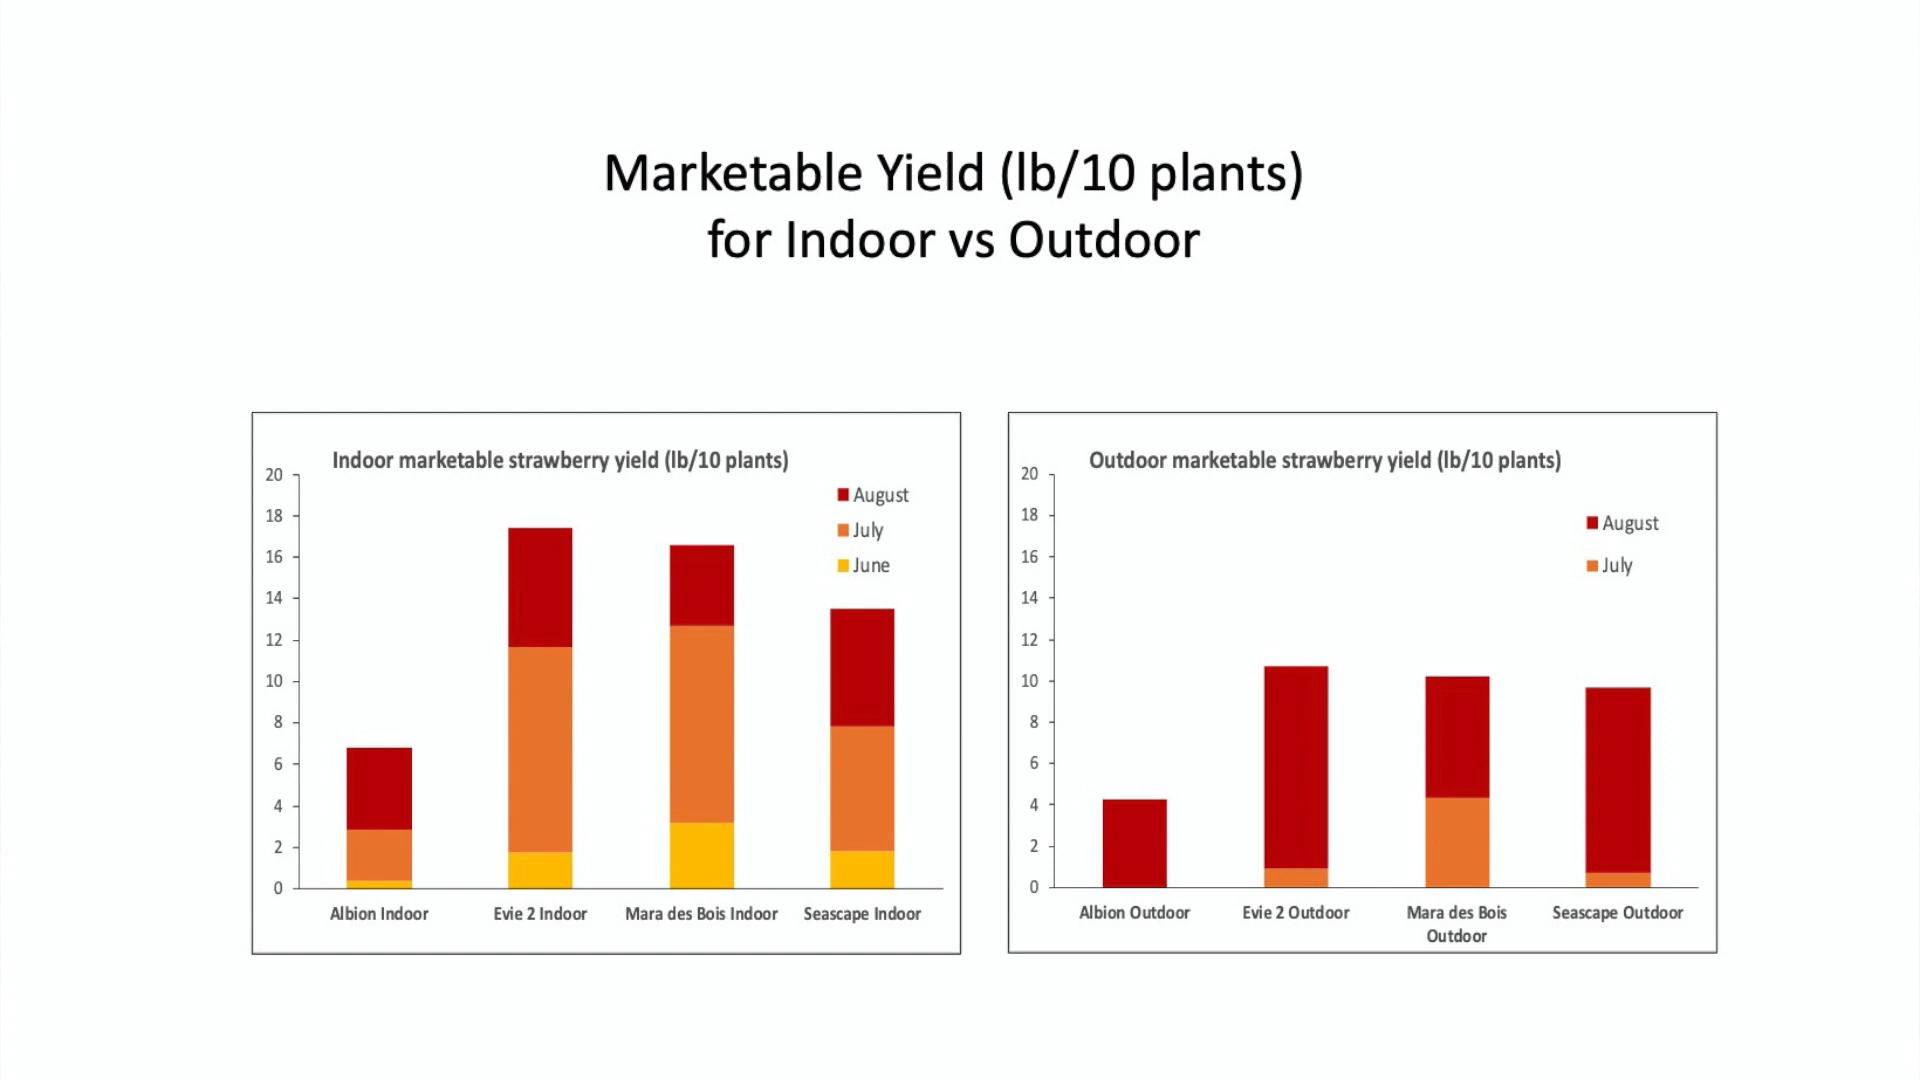 Marketable Yield (lb/10 plants)
for Indoor vs Outdoor
Indoor marketable strawberry yield (lb/10 plants)
20
18
16
14
12
10
8
6
4
2
0
August
July
June
Albion Indoor
Evie 2 Indoor
Mara des Bois Indoor
Seascape Indoor
Outdoor marketable strawberry yield (lb/10 plants)
20
18
16
14
12
10
8
6
4
2
0
August
July
Albion Outdoor
Evie 2 Outdoor
Mara des Bois
Outdoor
Seascape Outdoor